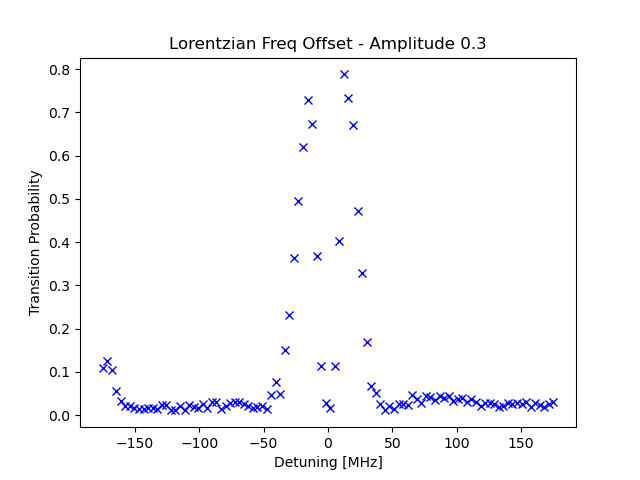 Lorentzian Freq Offset - Amplitude 0.3
Transition Probability
0.8
0.7
0.6
0.5
0.4
0.3
0.2
0.1
0.0
−150 −100 −50 0 50 100 150
Detuning [MHz]